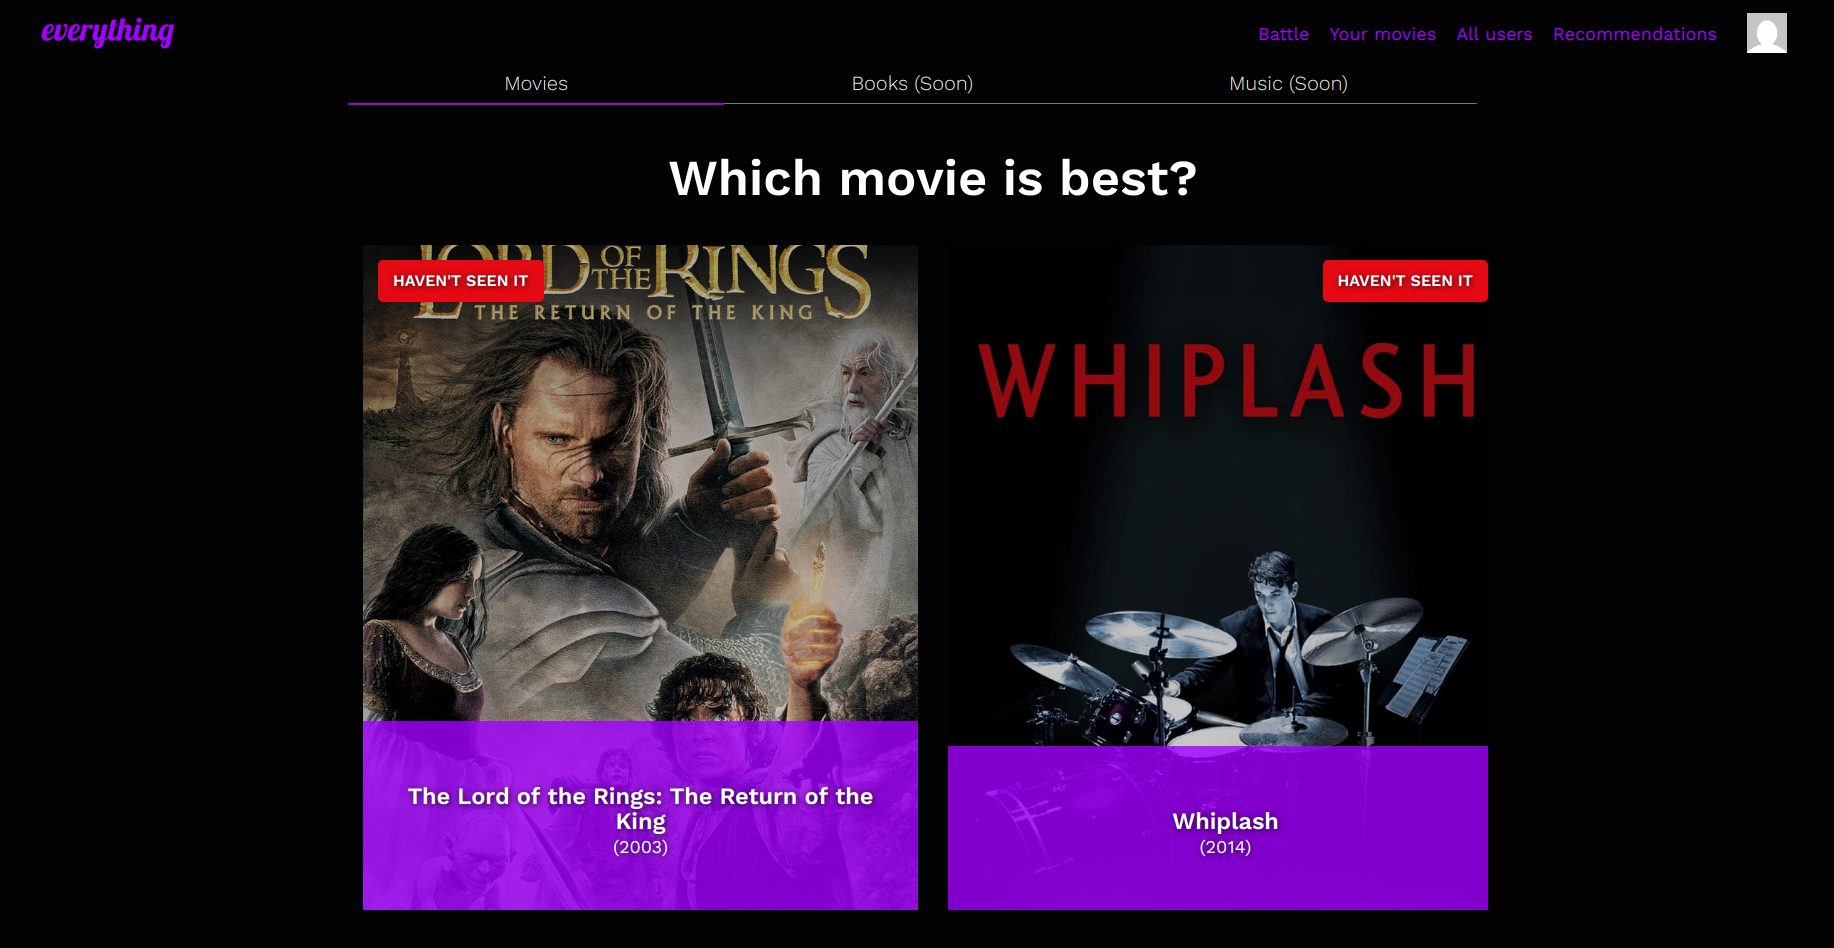 everything
Battle Your movies All users Recommendations
Movies Books (Soon) Music (Soon)
Which movie is best?
LORD OF THE RINGS
THE RETURN OF THE KING
HAVEN'T SEEN IT
The Lord of the Rings: The Return of the
King
(2003)
HAVEN'T SEEN IT
WHIPLASH
Whiplash
(2014)